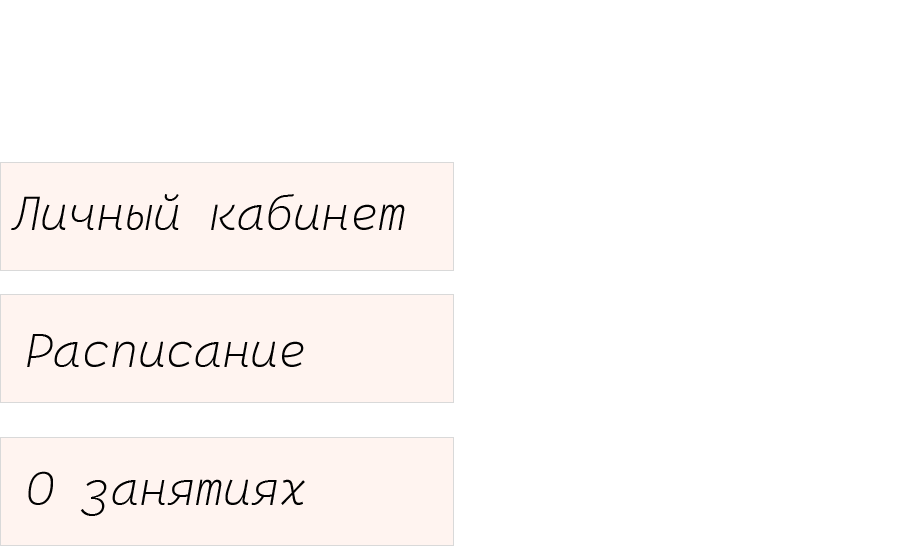 Личный кабинет
Расписание
О занятиях